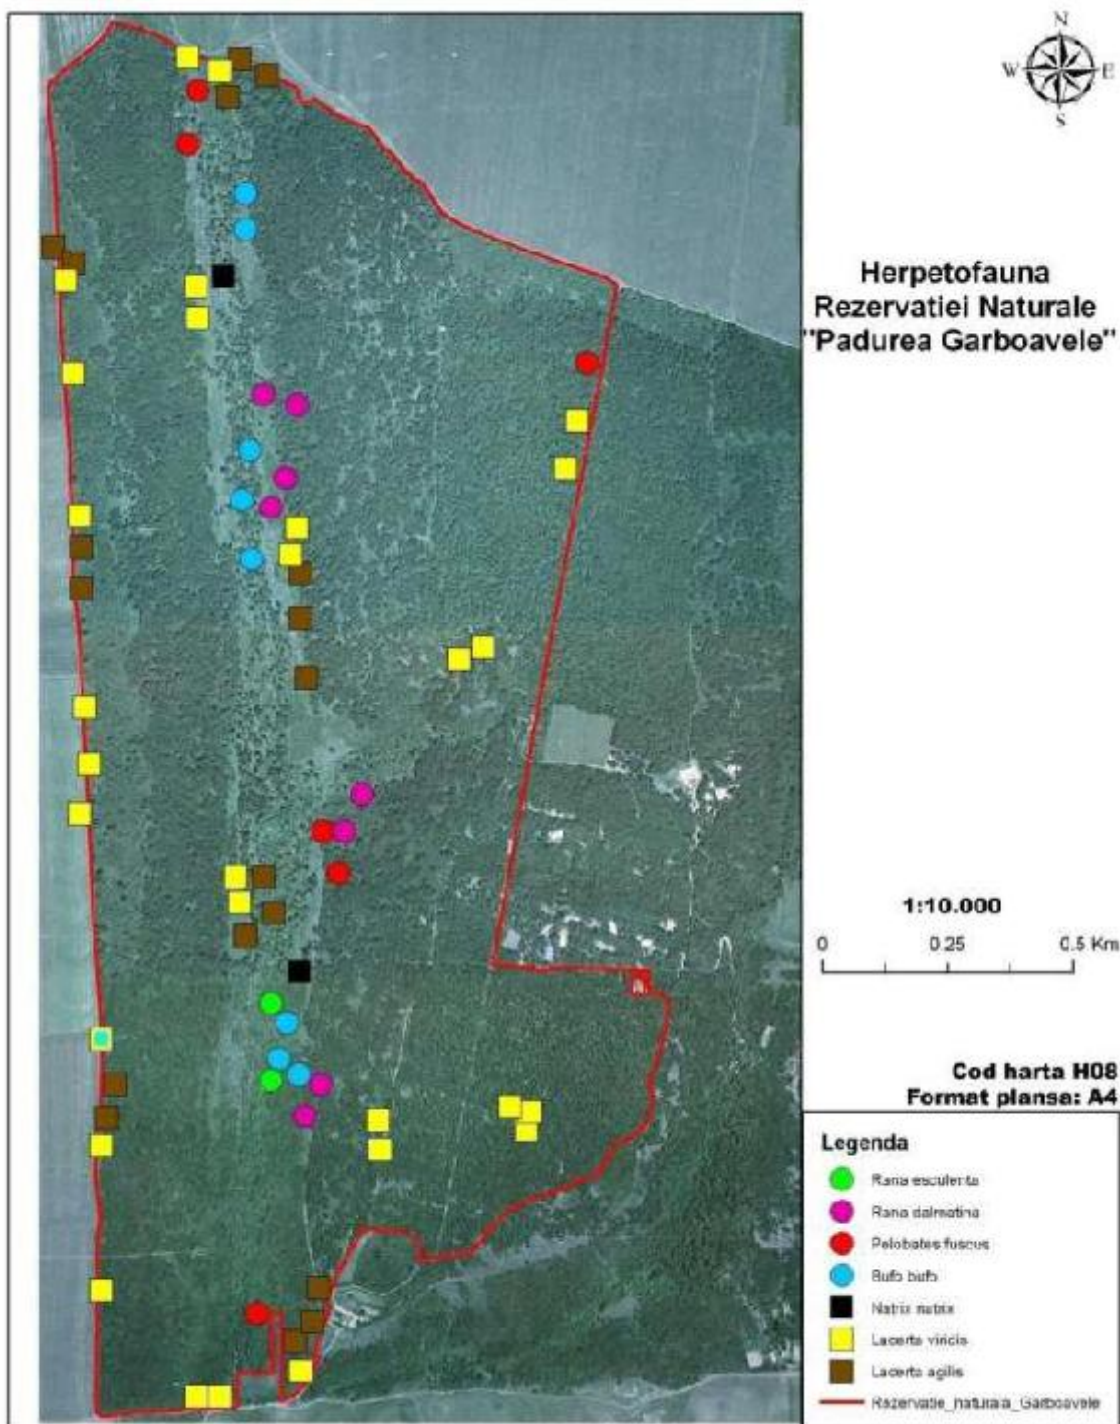 N
W E
S
Herpetofauna
Rezervatiei Naturale
"Padurea Garboavele"
1:10.000
0 0.25 0.5 Km
Cod harta H08
Format plansa: A4
Legenda
Rana esculenta
Rana dalmatina
Pelobates fuscus
Bufo bufo
Natrix natrix
Lacerta viridis
Lacerta agilis
Rezervatie_naturala_Garboavele